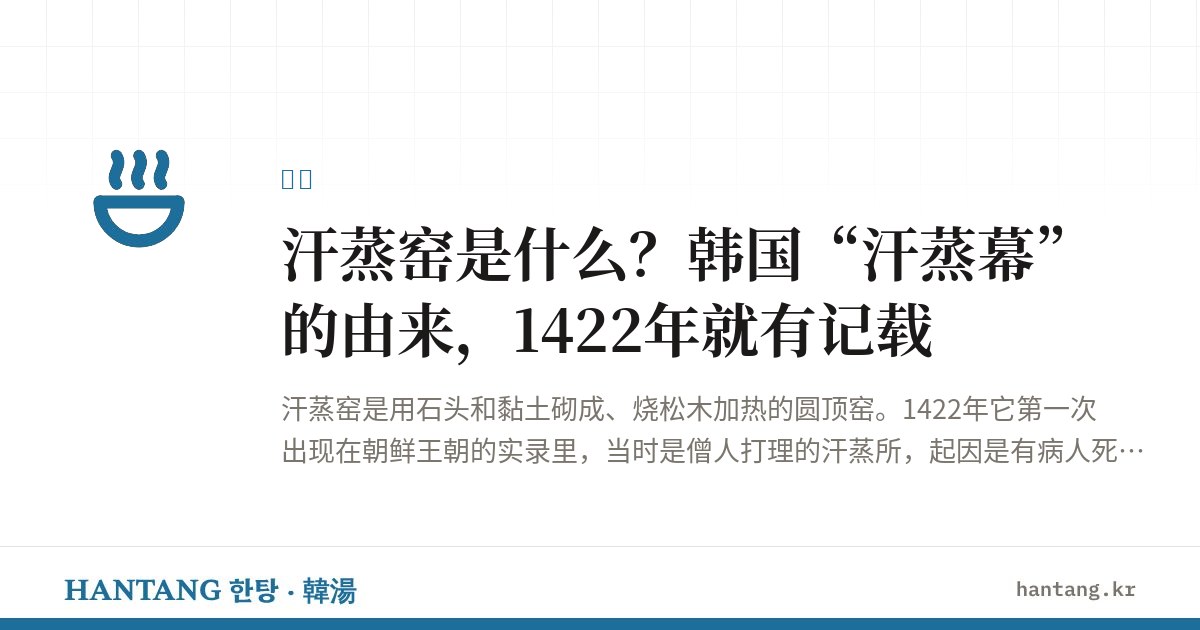 汗蒸窑是什么？韩国“汗蒸幕”
的由来，1422年就有记载
汗蒸窑是用石头和黏土砌成、烧松木加热的圆顶窑。1422年它第一次
出现在朝鲜王朝的实录里，当时是僧人打理的汗蒸所，起因是有病人死…
HANTANG 한탕 · 韓湯
hantang.kr